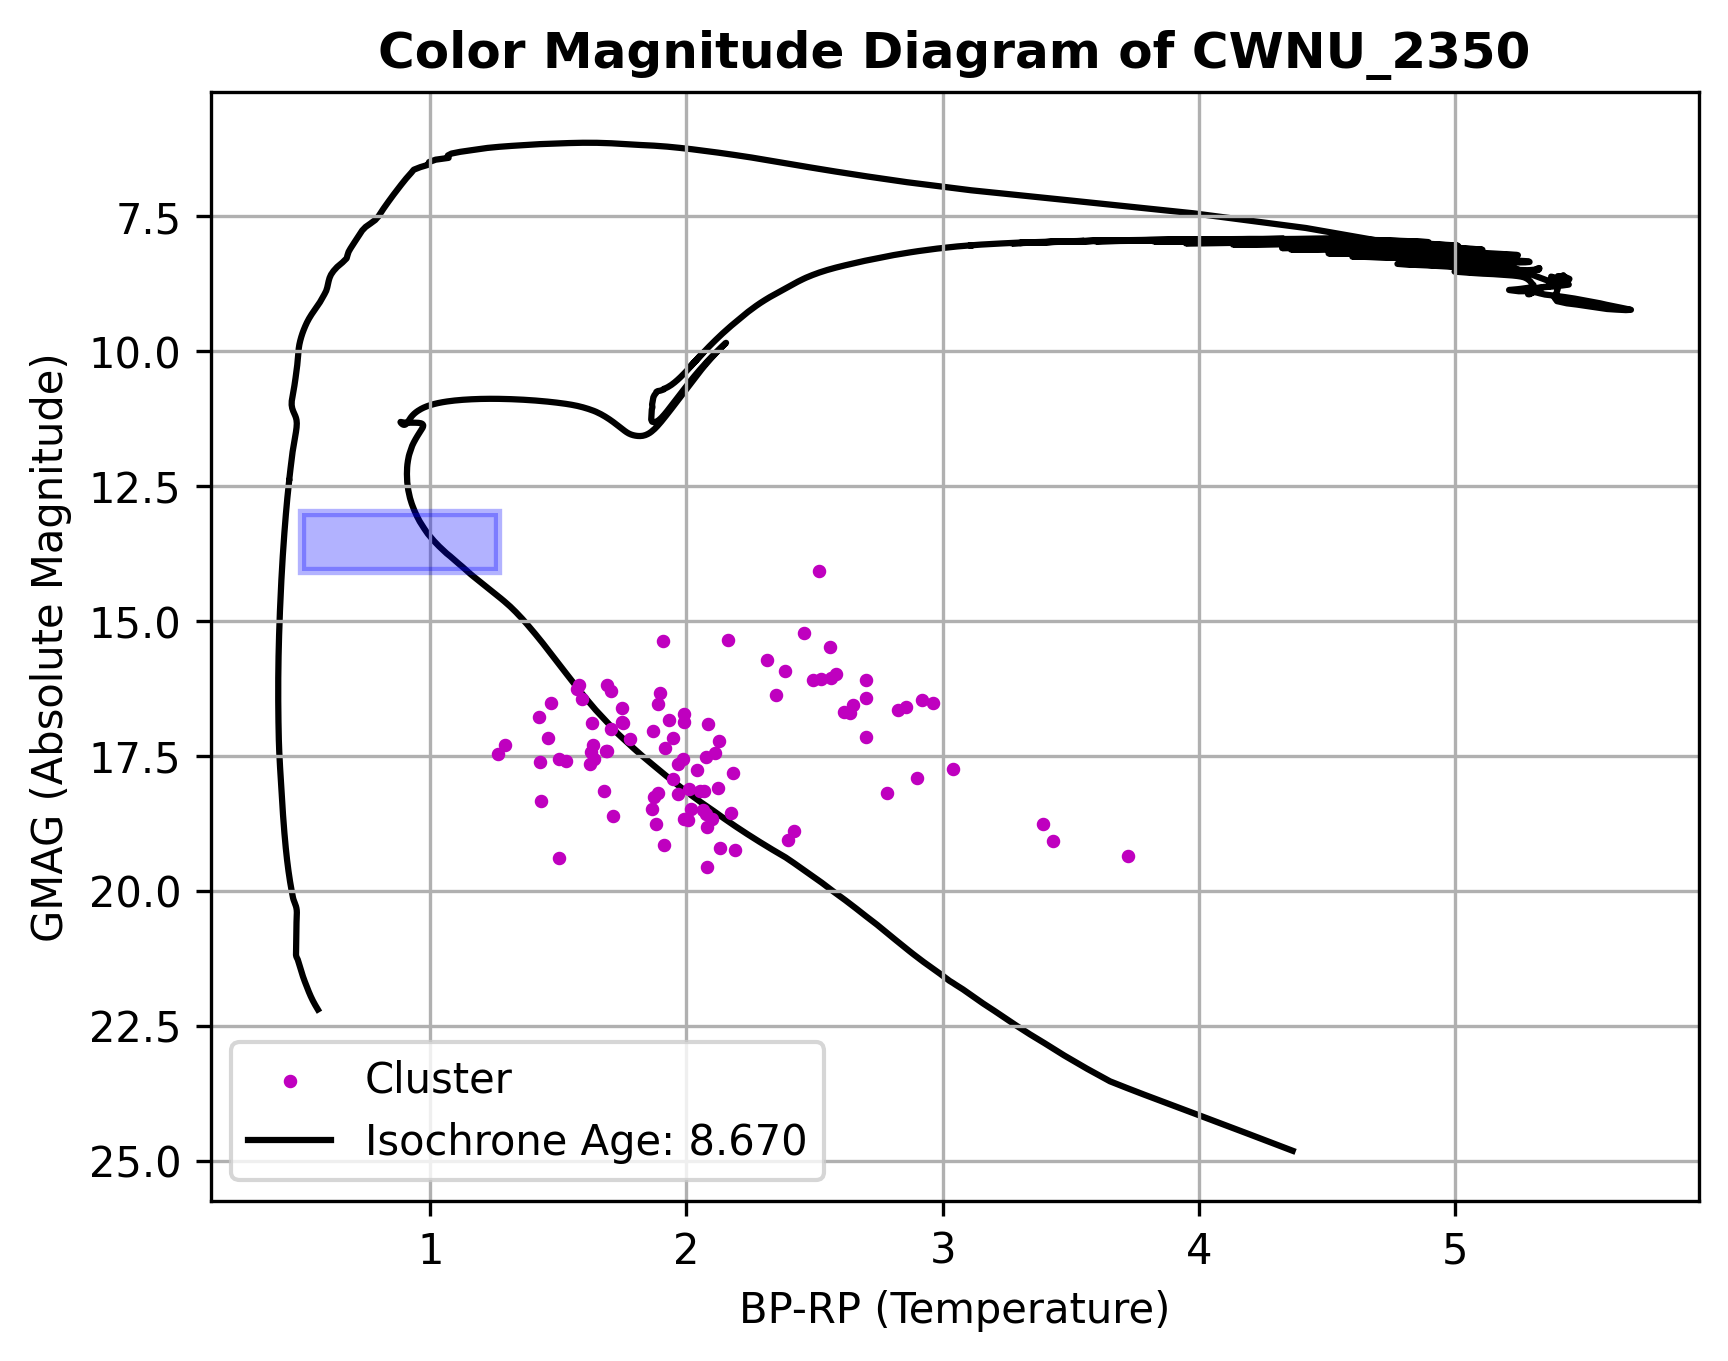 Color Magnitude Diagram of CWNU_2350
GMAG (Absolute Magnitude)
7.5
10.0
12.5
15.0
17.5
20.0
22.5
25.0
Cluster
Isochrone Age: 8.670
1 2 3 4 5
BP-RP (Temperature)